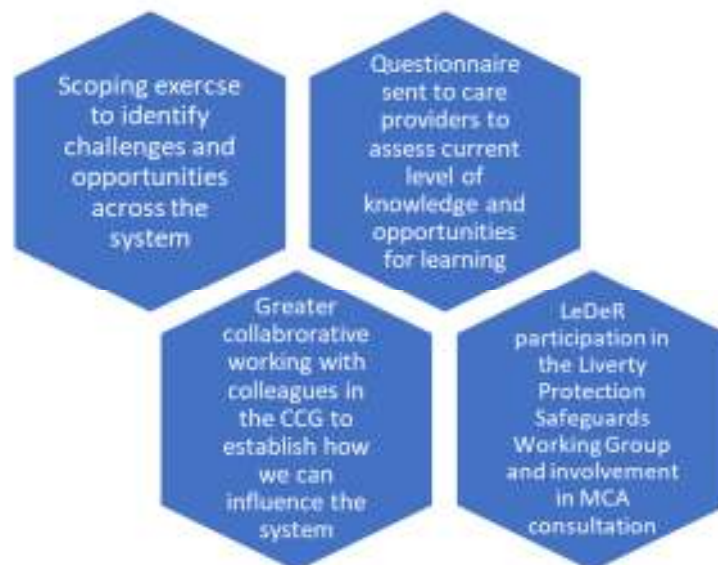 Scoping exercse
to identify
challenges and
opportunities
across the
system
Questionnaire
sent to care
providers to
assess current
level of
knowledge and
opportunities
for learning
Greater
collabrorative
working with
colleagues in
the CCG to
establish how
we can
influence the
system
LeDeR
participation in
the Liverty
Protection
Safeguards
Working Group
and involvement
in MCA
consultation